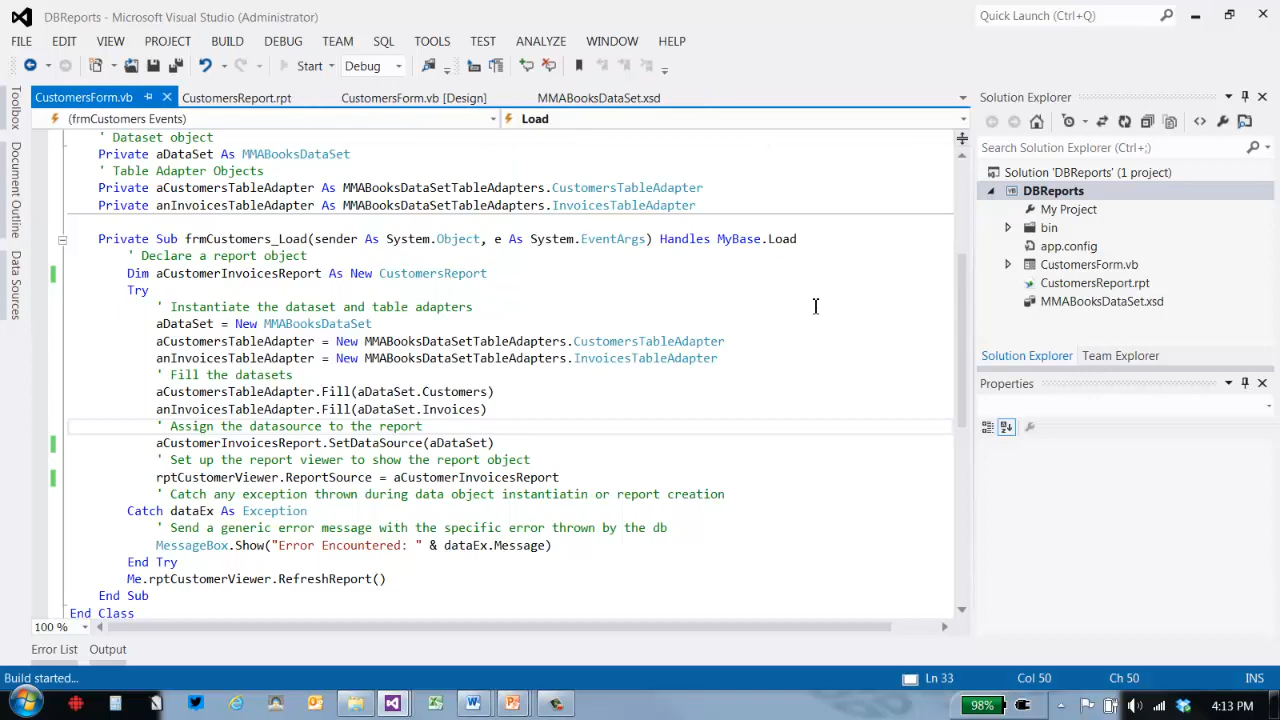 DBReports - Microsoft Visual Studio (Administrator)
Quick Launch (Ctrl+Q)
FILE EDIT VIEW PROJECT BUILD DEBUG TEAM SQL TOOLS TEST ANALYZE WINDOW HELP
Start Debug
CustomersForm.vb CustomersReport.rpt CustomersForm.vb [Design] MMABooksDataSet.xsd
(frmCustomers Events) Load
Toolbox
Document Outline
Data Sources
' Dataset object
Private aDataSet As MMABooksDataSet
' Table Adapter Objects
Private aCustomersTableAdapter As MMABooksDataSetTableAdapters.CustomersTableAdapter
Private anInvoicesTableAdapter As MMABooksDataSetTableAdapters.InvoicesTableAdapter
Private Sub frmCustomers_Load(sender As System.Object, e As System.EventArgs) Handles MyBase.Load
' Declare a report object
Dim aCustomerInvoicesReport As New CustomersReport
Try
' Instantiate the dataset and table adapters
aDataSet = New MMABooksDataSet
aCustomersTableAdapter = New MMABooksDataSetTableAdapters.CustomersTableAdapter
anInvoicesTableAdapter = New MMABooksDataSetTableAdapters.InvoicesTableAdapter
' Fill the datasets
aCustomersTableAdapter.Fill(aDataSet.Customers)
anInvoicesTableAdapter.Fill(aDataSet.Invoices)
' Assign the datasource to the report
aCustomerInvoicesReport.SetDataSource(aDataSet)
' Set up the report viewer to show the report object
rptCustomerViewer.ReportSource = aCustomerInvoicesReport
' Catch any exception thrown during data object instantiatin or report creation
Catch dataEx As Exception
' Send a generic error message with the specific error thrown by the db
MessageBox.Show("Error Encountered: " & dataEx.Message)
End Try
Me.rptCustomerViewer.RefreshReport()
End Sub
End Class
100 %
Error List Output
Solution Explorer
Search Solution Explorer (Ctrl+;)
Solution 'DBReports' (1 project)
DBReports
My Project
bin
app.config
CustomersForm.vb
CustomersReport.rpt
MMABooksDataSet.xsd
Solution Explorer Team Explorer
Properties
Build started... Ln 33 Col 50 Ch 50 INS
98% 4:13 PM